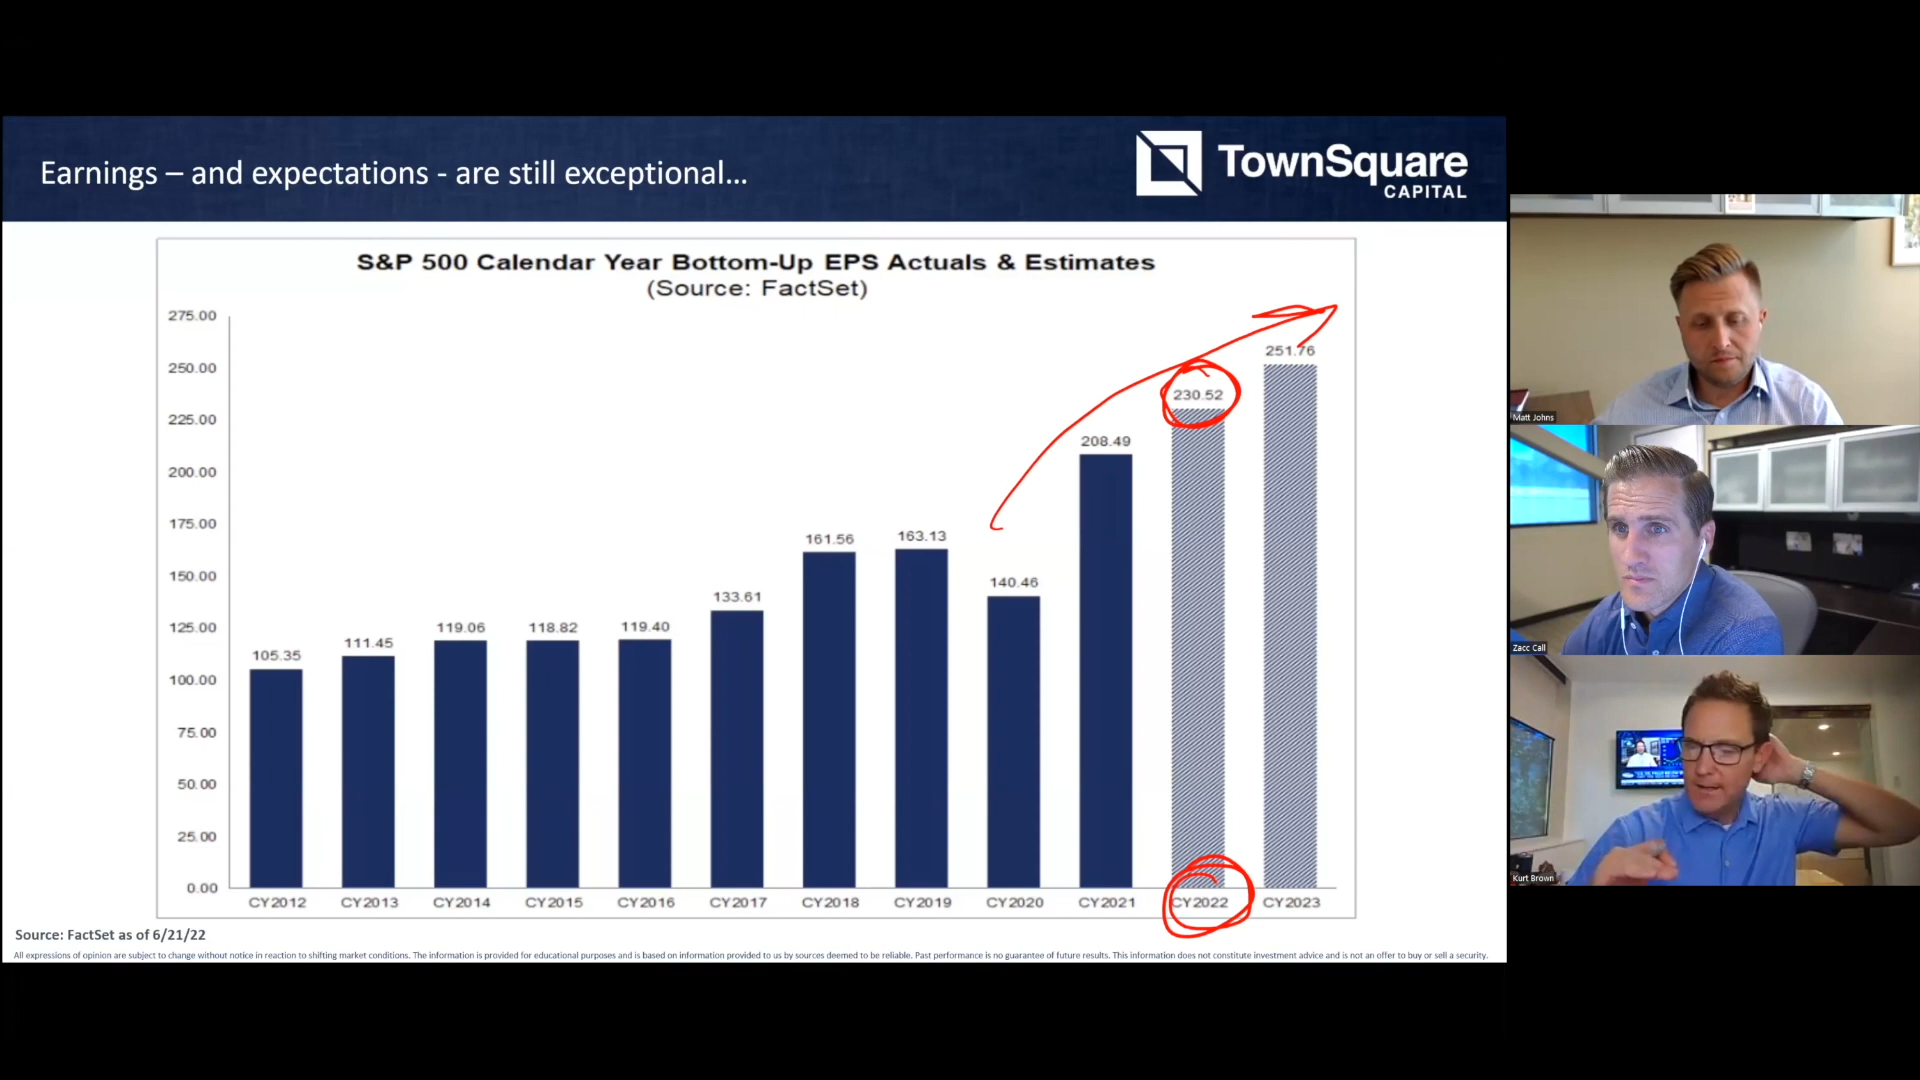 Earnings – and expectations - are still exceptional...
TownSquare
CAPITAL
S&P 500 Calendar Year Bottom-Up EPS Actuals & Estimates
(Source: FactSet)
275.00
250.00
225.00
200.00
175.00
150.00
125.00
100.00
75.00
50.00
25.00
0.00
105.35
111.45
119.06
118.82
119.40
133.61
161.56
163.13
140.46
208.49
230.52
251.76
CY2012
CY2013
CY2014
CY2015
CY2016
CY2017
CY2018
CY2019
CY2020
CY2021
CY2022
CY2023
Source: FactSet as of 6/21/22
All expressions of opinion are subject to change without notice in reaction to shifting market conditions. The information is provided for educational purposes and is based on information provided to us by sources deemed to be reliable. Past performance is no guarantee of future results. This information does not constitute investment advice and is not an offer to buy or sell a security.
Matt Johns
Zacc Call
Kurt Brown